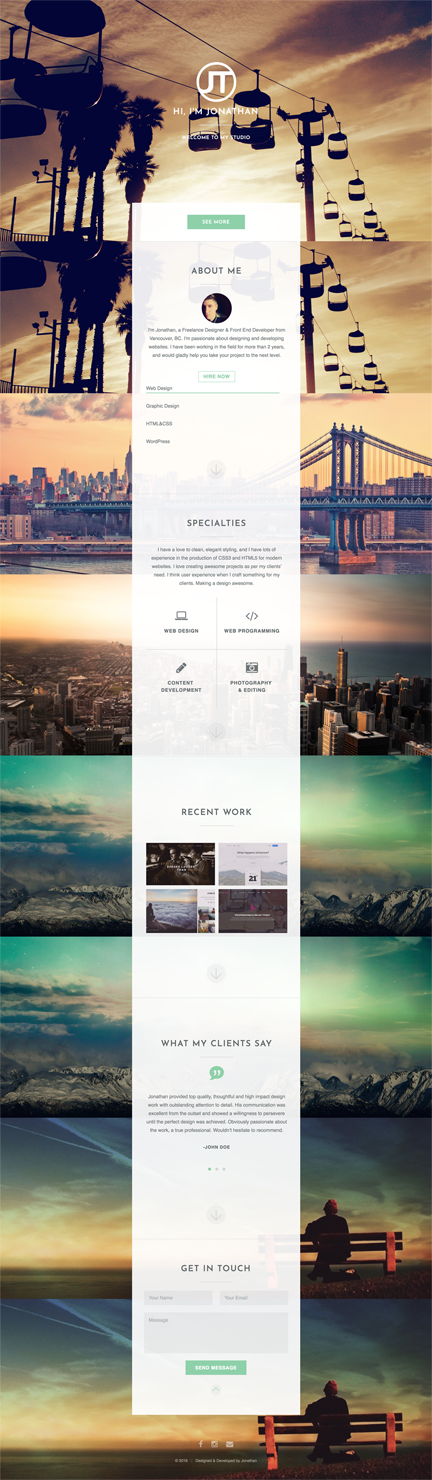 JT
HI, I'M JONATHAN
WELCOME TO MY STUDIO
SEE MORE
ABOUT ME
I'm Jonathan, a Freelance Designer & Front End Developer from
Vancouver, BC. I'm passionate about designing and developing
websites. I have been working in the field for more than 2 years,
and would gladly help you take your project to the next level.
HIRE NOW
Web Design
Graphic Design
HTML&CSS
WordPress
SPECIALTIES
I have a love to clean, elegant styling, and I have lots of
experience in the production of CSS3 and HTML5 for modern
websites. I love creating awesome projects as per my clients'
need. I think user experience when I craft something for my
clients. Making a design awesome.
WEB DESIGN
WEB PROGRAMMING
CONTENT
DEVELOPMENT
PHOTOGRAPHY
& EDITING
RECENT WORK
21
WHAT MY CLIENTS SAY
Jonathan provided top quality, thoughtful and high impact design
work with outstanding attention to detail. His communication was
excellent from the outset and showed a willingness to persevere
until the perfect design was achieved. Obviously passionate about
the work, a true professional. Wouldn't hesitate to recommend.
-JOHN DOE
GET IN TOUCH
Your Name
Your Email
Message
SEND MESSAGE
© 2016 | Designed & Developed by Jonathan